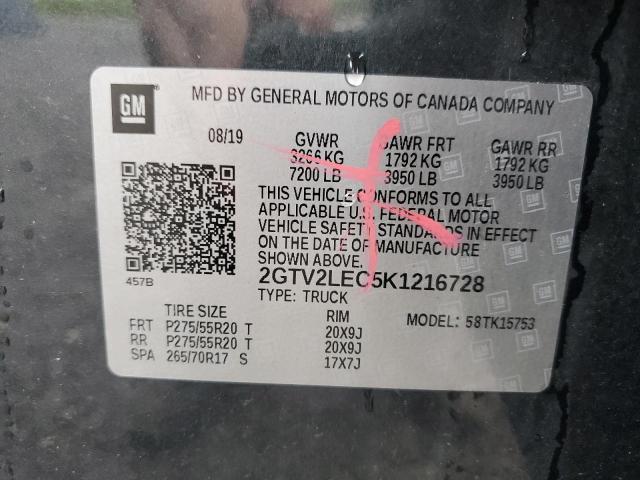 GM
MFD BY GENERAL MOTORS OF CANADA COMPANY
08/19 GVWR GAWR FRT GAWR RR
3266 KG 1792 KG 1792 KG
7200 LB 3950 LB 3950 LB
THIS VEHICLE CONFORMS TO ALL
APPLICABLE U.S. FEDERAL MOTOR
VEHICLE SAFETY STANDARDS IN EFFECT
ON THE DATE OF MANUFACTURE
SHOWN ABOVE.
457B
2GTV2LEC5K1216728
TYPE: TRUCK
TIRE SIZE RIM MODEL: 58TK15753
FRT P275/55R20 T 20X9J
RR P275/55R20 T 20X9J
SPA 265/70R17 S 17X7J